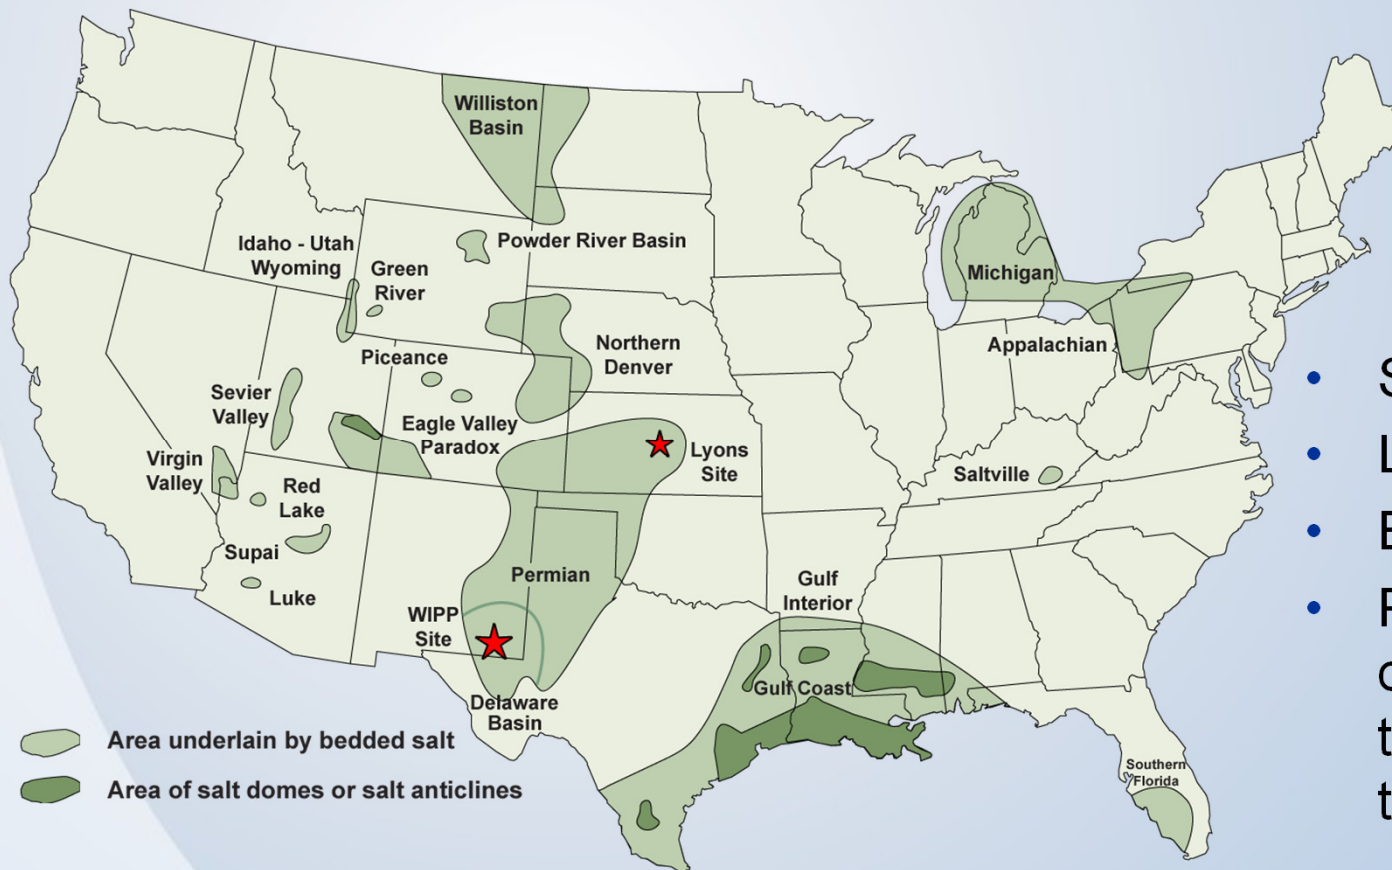 Williston
Basin
Powder River Basin
Idaho - Utah
Wyoming
Green
River
Michigan
Northern
Denver
Appalachian
Piceance
Sevier
Valley
Eagle Valley
Paradox
Lyons
Site
Virgin
Valley
Saltville
Red
Lake
Supai
Luke
Permian
Gulf
Interior
WIPP
Site
Gulf Coast
Delaware
Basin
Southern
Florida
Area underlain by bedded salt
Area of salt domes or salt anticlines
• S
• L
• E